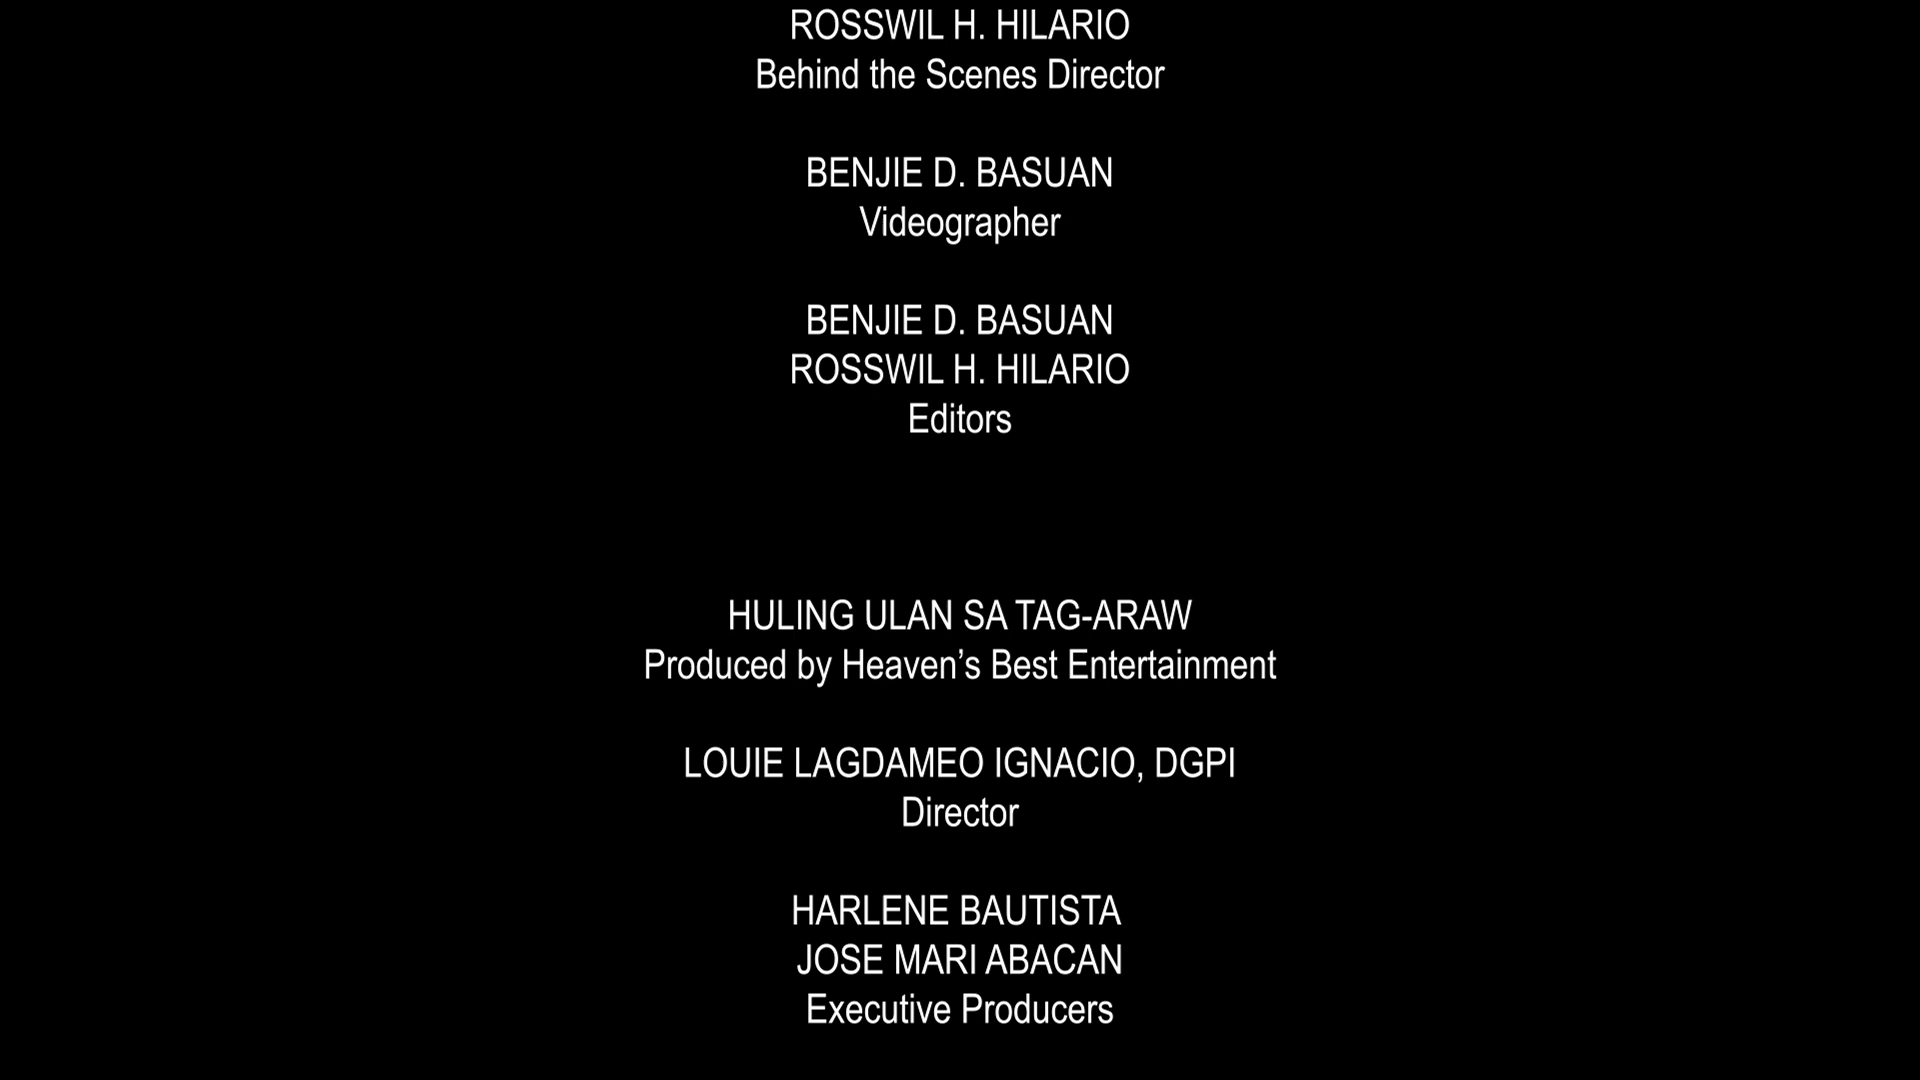 ROSSWIL H. HILARIO
Behind the Scenes Director
BENJIE D. BASUAN
Videographer
BENJIE D. BASUAN
ROSSWIL H. HILARIO
Editors
HULING ULAN SA TAG-ARAW
Produced by Heaven’s Best Entertainment
LOUIE LAGDAMEO IGNACIO, DGPI
Director
HARLENE BAUTISTA
JOSE MARI ABACAN
Executive Producers